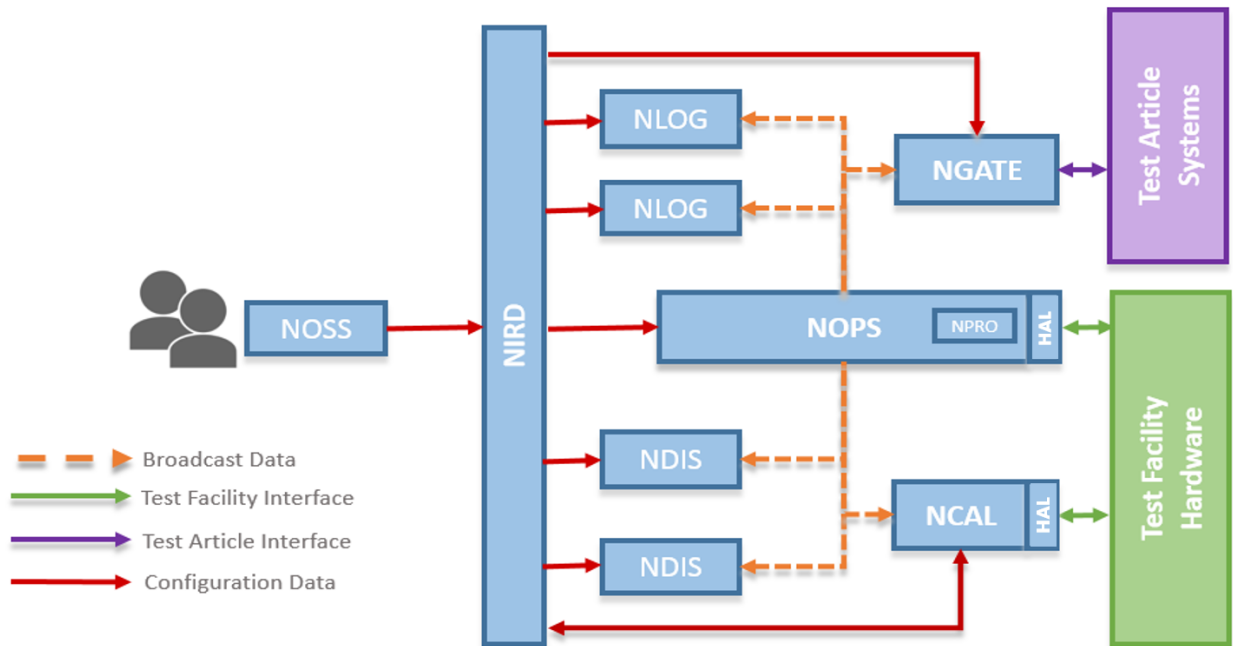 NOSS
NIRD
NLOG
NLOG
NGATE
Test Article
Systems
NOPS
NPRO
HAL
NDIS
NDIS
NCAL
HAL
Test Facility
Hardware
Broadcast Data
Test Facility Interface
Test Article Interface
Configuration Data